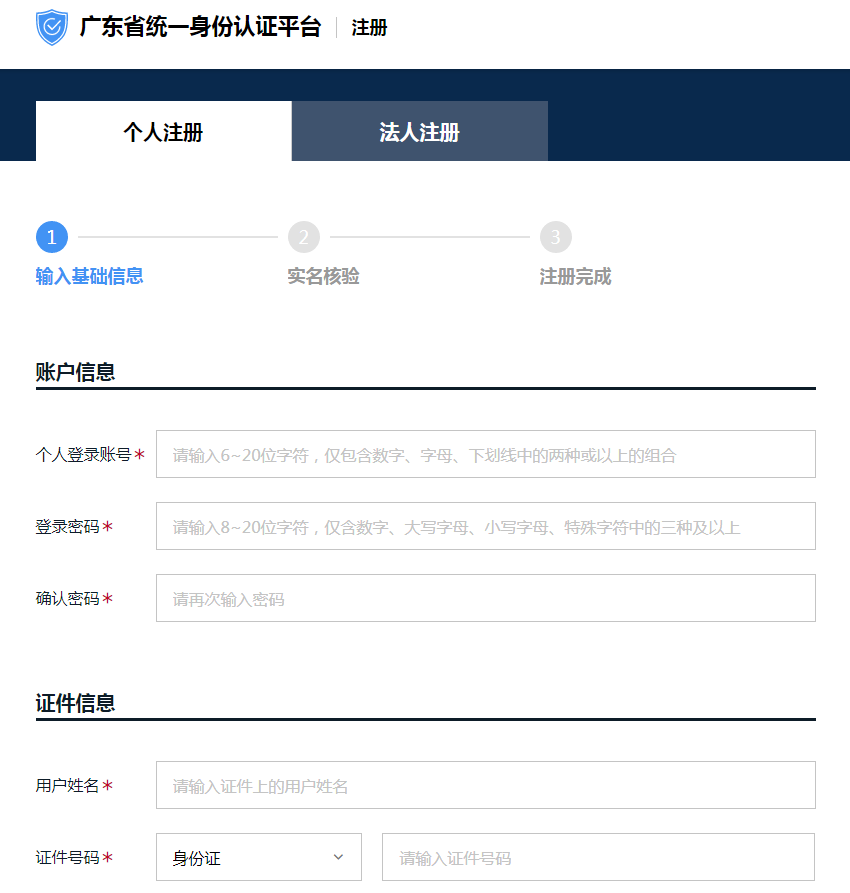 广东省统一身份认证平台 注册
个人注册 法人注册
1 2 3
输入基础信息 实名核验 注册完成
账户信息
个人登录账号* 请输入6~20位字符，仅包含数字、字母、下划线中的两种或以上的组合
登录密码* 请输入8~20位字符，仅含数字、大写字母、小写字母、特殊字符中的三种及以上
确认密码* 请再次输入密码
证件信息
用户姓名* 请输入证件上的用户姓名
证件号码* 身份证 请输入证件号码